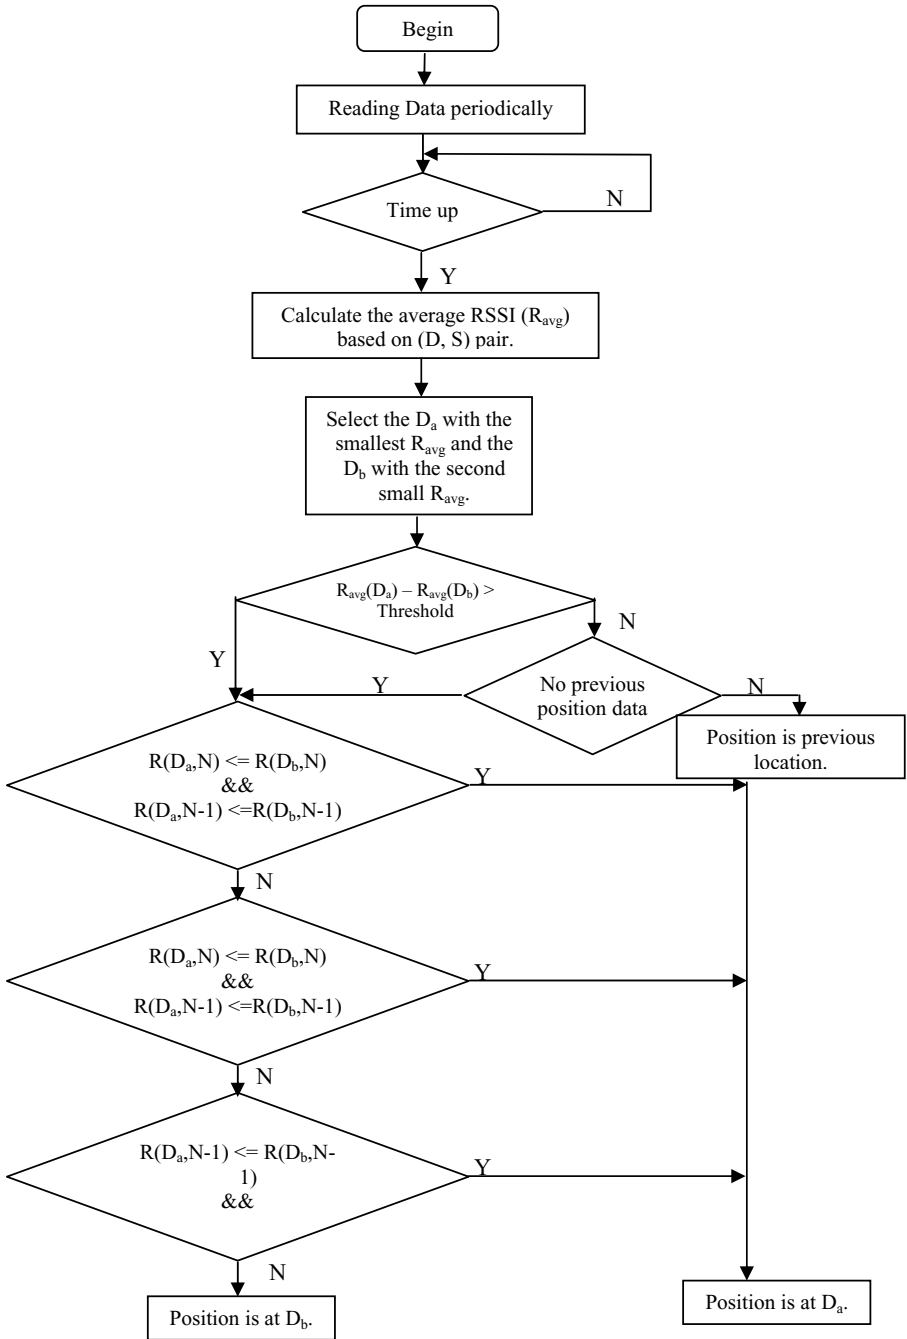 Begin
Reading Data periodically
Time up
N
Y
Calculate the average RSSI (Ravg)
based on (D, S) pair.
Select the Da with the
smallest Ravg and the
Db with the second
small Ravg.
Ravg(Da) – Ravg(Db) >
Threshold
N
Y
Y
No previous
position data
N
Position is previous
location.
R(Da,N) <= R(Db,N)
&&
R(Da,N-1) <=R(Db,N-1)
Y
N
R(Da,N) <= R(Db,N)
&&
R(Da,N-1) <=R(Db,N-1)
Y
N
R(Da,N-1) <= R(Db,N-
1)
&&
Y
N
Position is at Db.
Position is at Da.